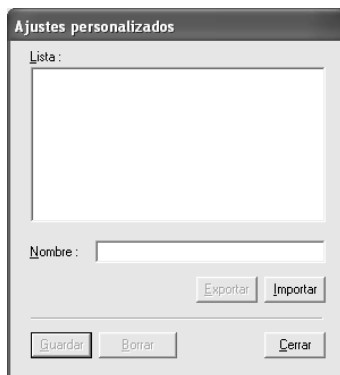 Ajustes personalizados
Lista :
Nombre :
Exportar Importar
Guardar Borrar Cerrar